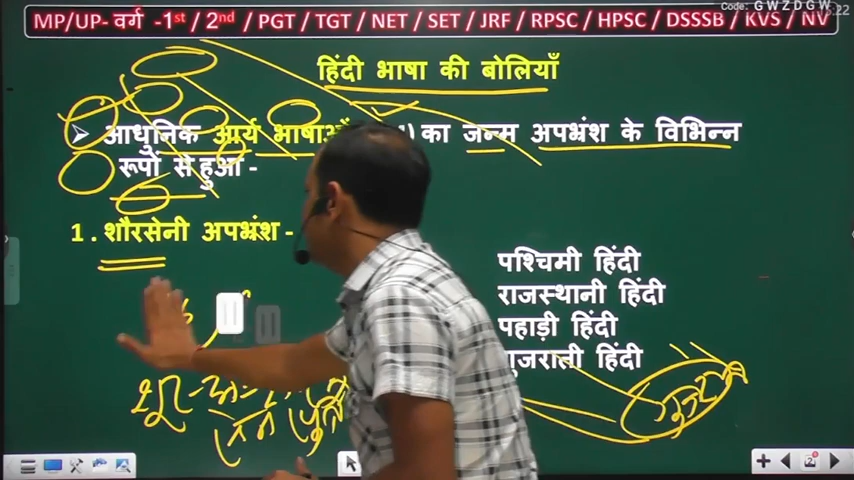 Code: G W Z D G W
MP/UP- वर्ग -1st / 2nd / PGT / TGT / NET / SET / JRF / RPSC / HPSC / DSSSB / KVS / NV
हिंदी भाषा की बोलियाँ
➢ आधुनिक आर्य भाषाओं का जन्म अपभ्रंश के विभिन्न
रूपों से हुआ -
1 . शौरसेनी अपभ्रंश -
पश्चिमी हिंदी
राजस्थानी हिंदी
पहाड़ी हिंदी
गुजराती हिंदी